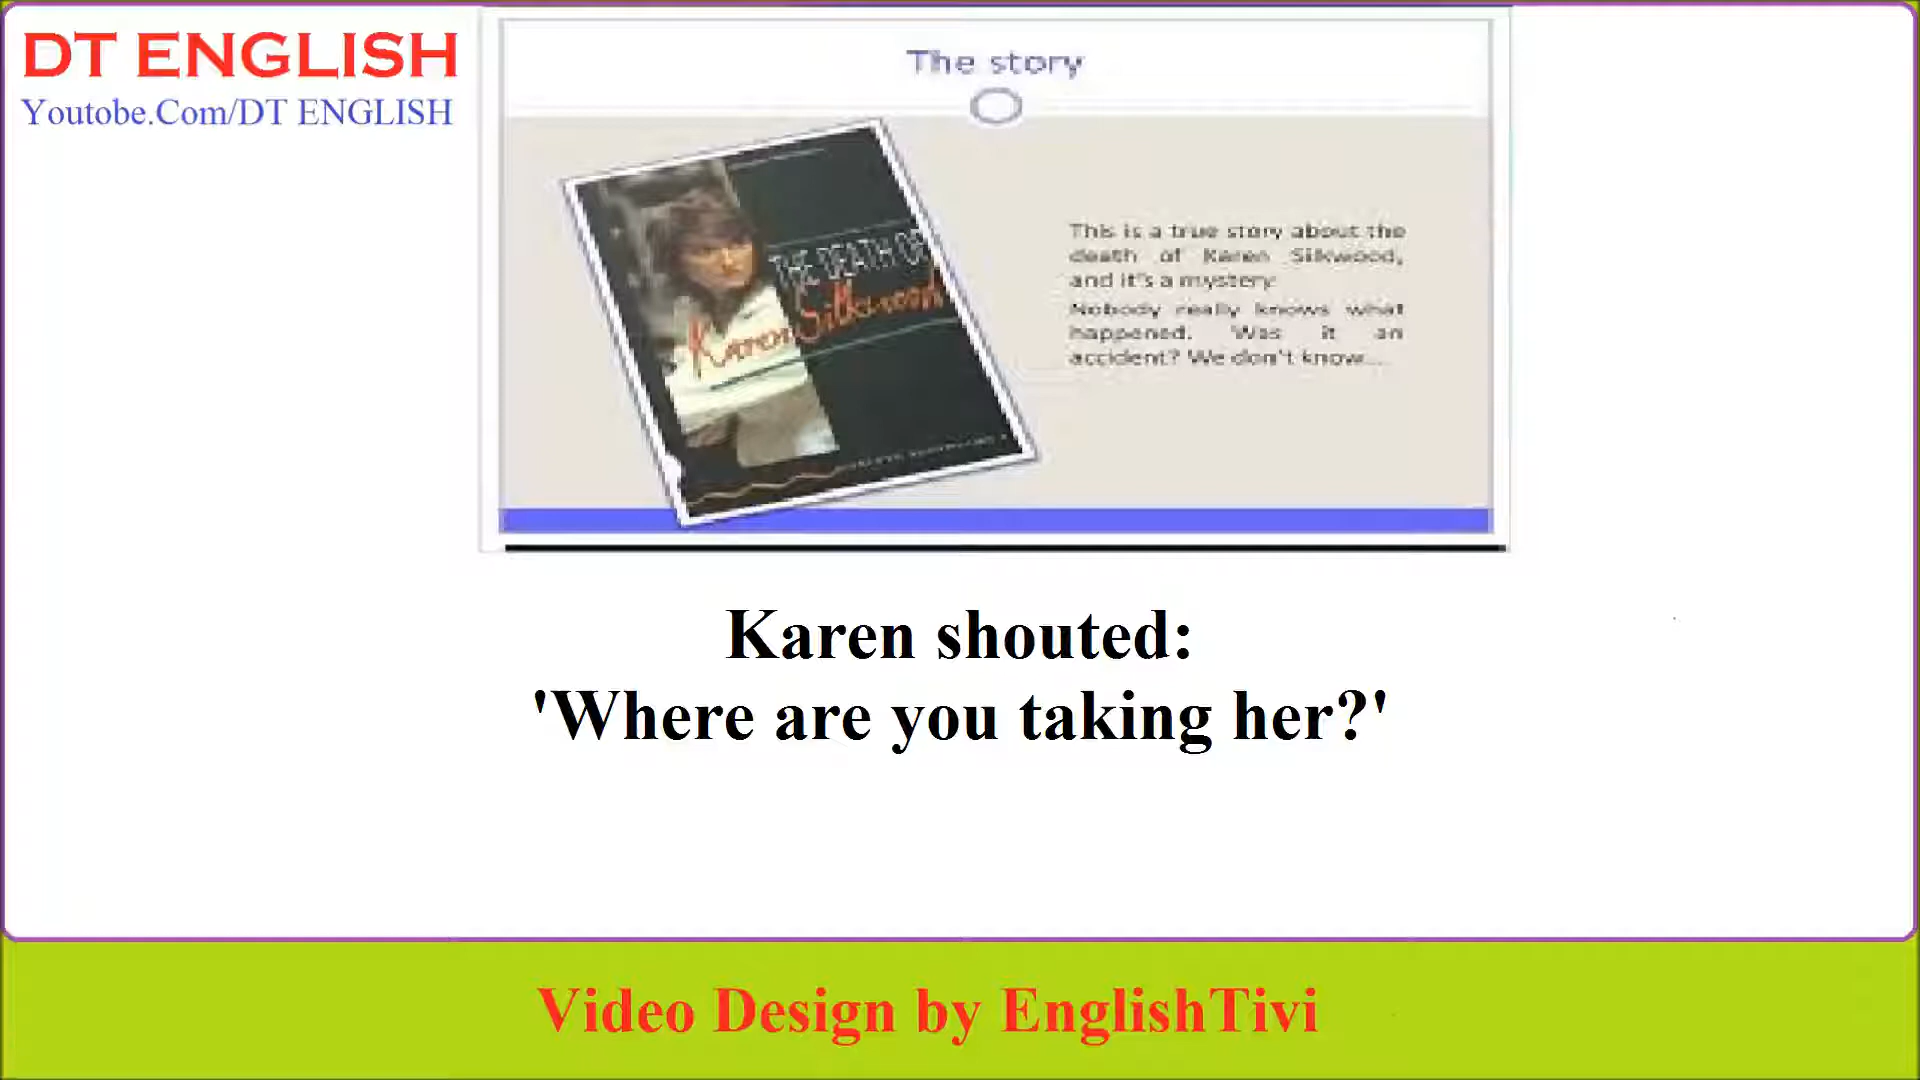 DT ENGLISH
Youtobe.Com/DT ENGLISH
The story
THE DEATH OF
Karen Silkwood
This is a true story about the
death of Karen Silkwood,
and it's a mystery
Nobody really knows what
happened. Was it an
accident? We don't know...
Karen shouted:
'Where are you taking her?'
Video Design by EnglishTivi